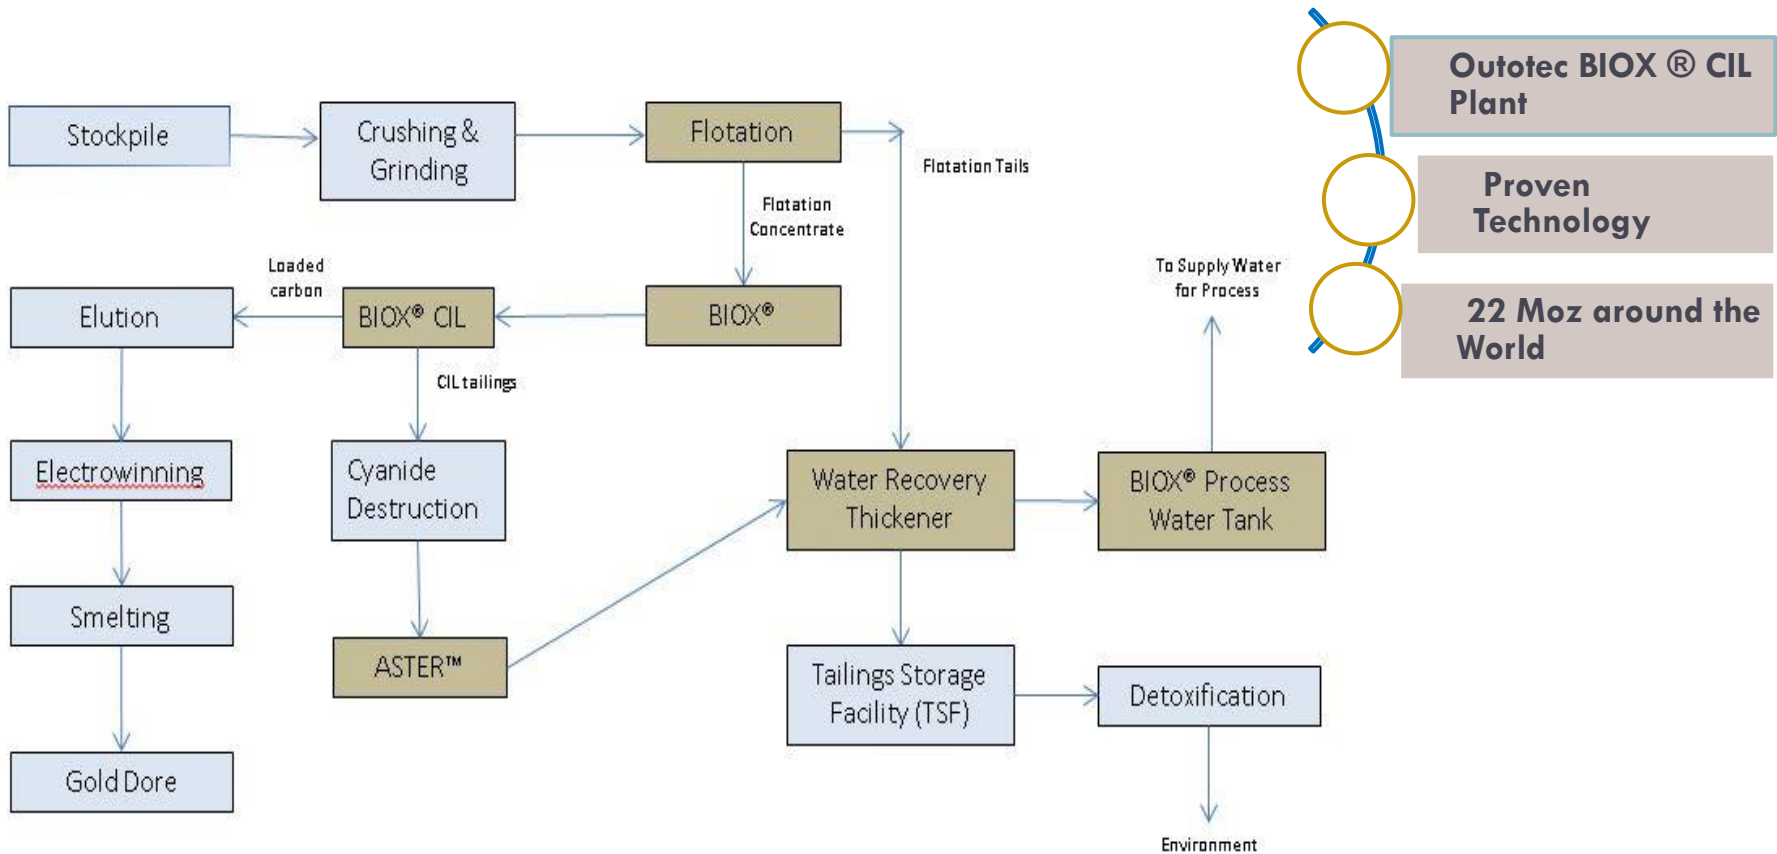 Outotec BIOX ® CIL
Plant
Proven
Technology
22 Moz around the
World
Stockpile
Crushing &
Grinding
Flotation
Flotation Tails
Flotation
Concentrate
To Supply Water
for Process
Loaded
carbon
Elution
BIOX® CIL
BIOX®
CIL tailings
Electrowinning
Cyanide
Destruction
Water Recovery
Thickener
BIOX® Process
Water Tank
Smelting
ASTER™
Tailings Storage
Facility (TSF)
Detoxification
Gold Dore
Environment